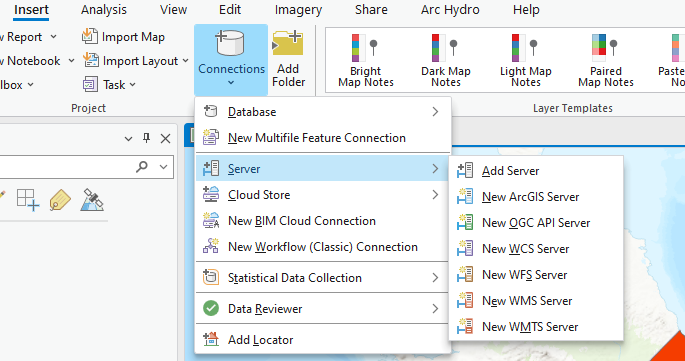 Insert Analysis View Edit Imagery Share Arc Hydro
Report Import Map
Notebook Import Layout
Task
Project
Connections
Add
Folder
Bright
Map Notes
Dark Map
Notes
Light Map
Notes
Paired
Map Notes
Notes
Layer Templates
Database
New Multifile Feature Connection
Server
Cloud Store
New BIM Cloud Connection
New Workflow (Classic) Connection
Statistical Data Collection
Data Reviewer
Add Locator
Add Server
New ArcGIS Server
New OGC API Server
New WCS Server
New WFS Server
New WMS Server
New WMTS Server